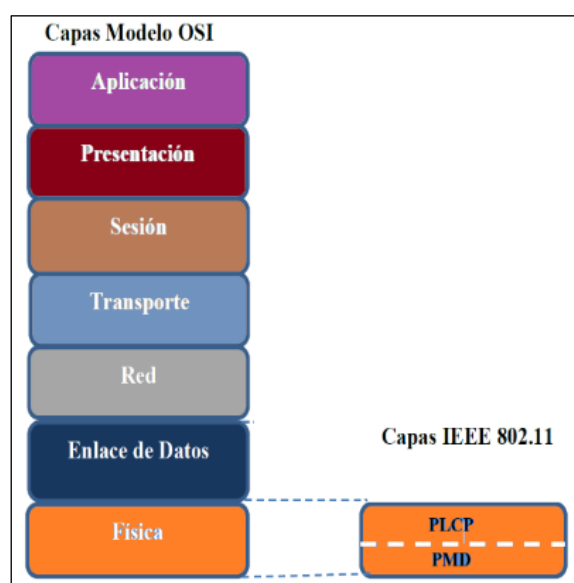 Capas Modelo OSI
Aplicación
Presentación
Sesión
Transporte
Red
Enlace de Datos
Física
Capas IEEE 802.11
PLCP
PMD